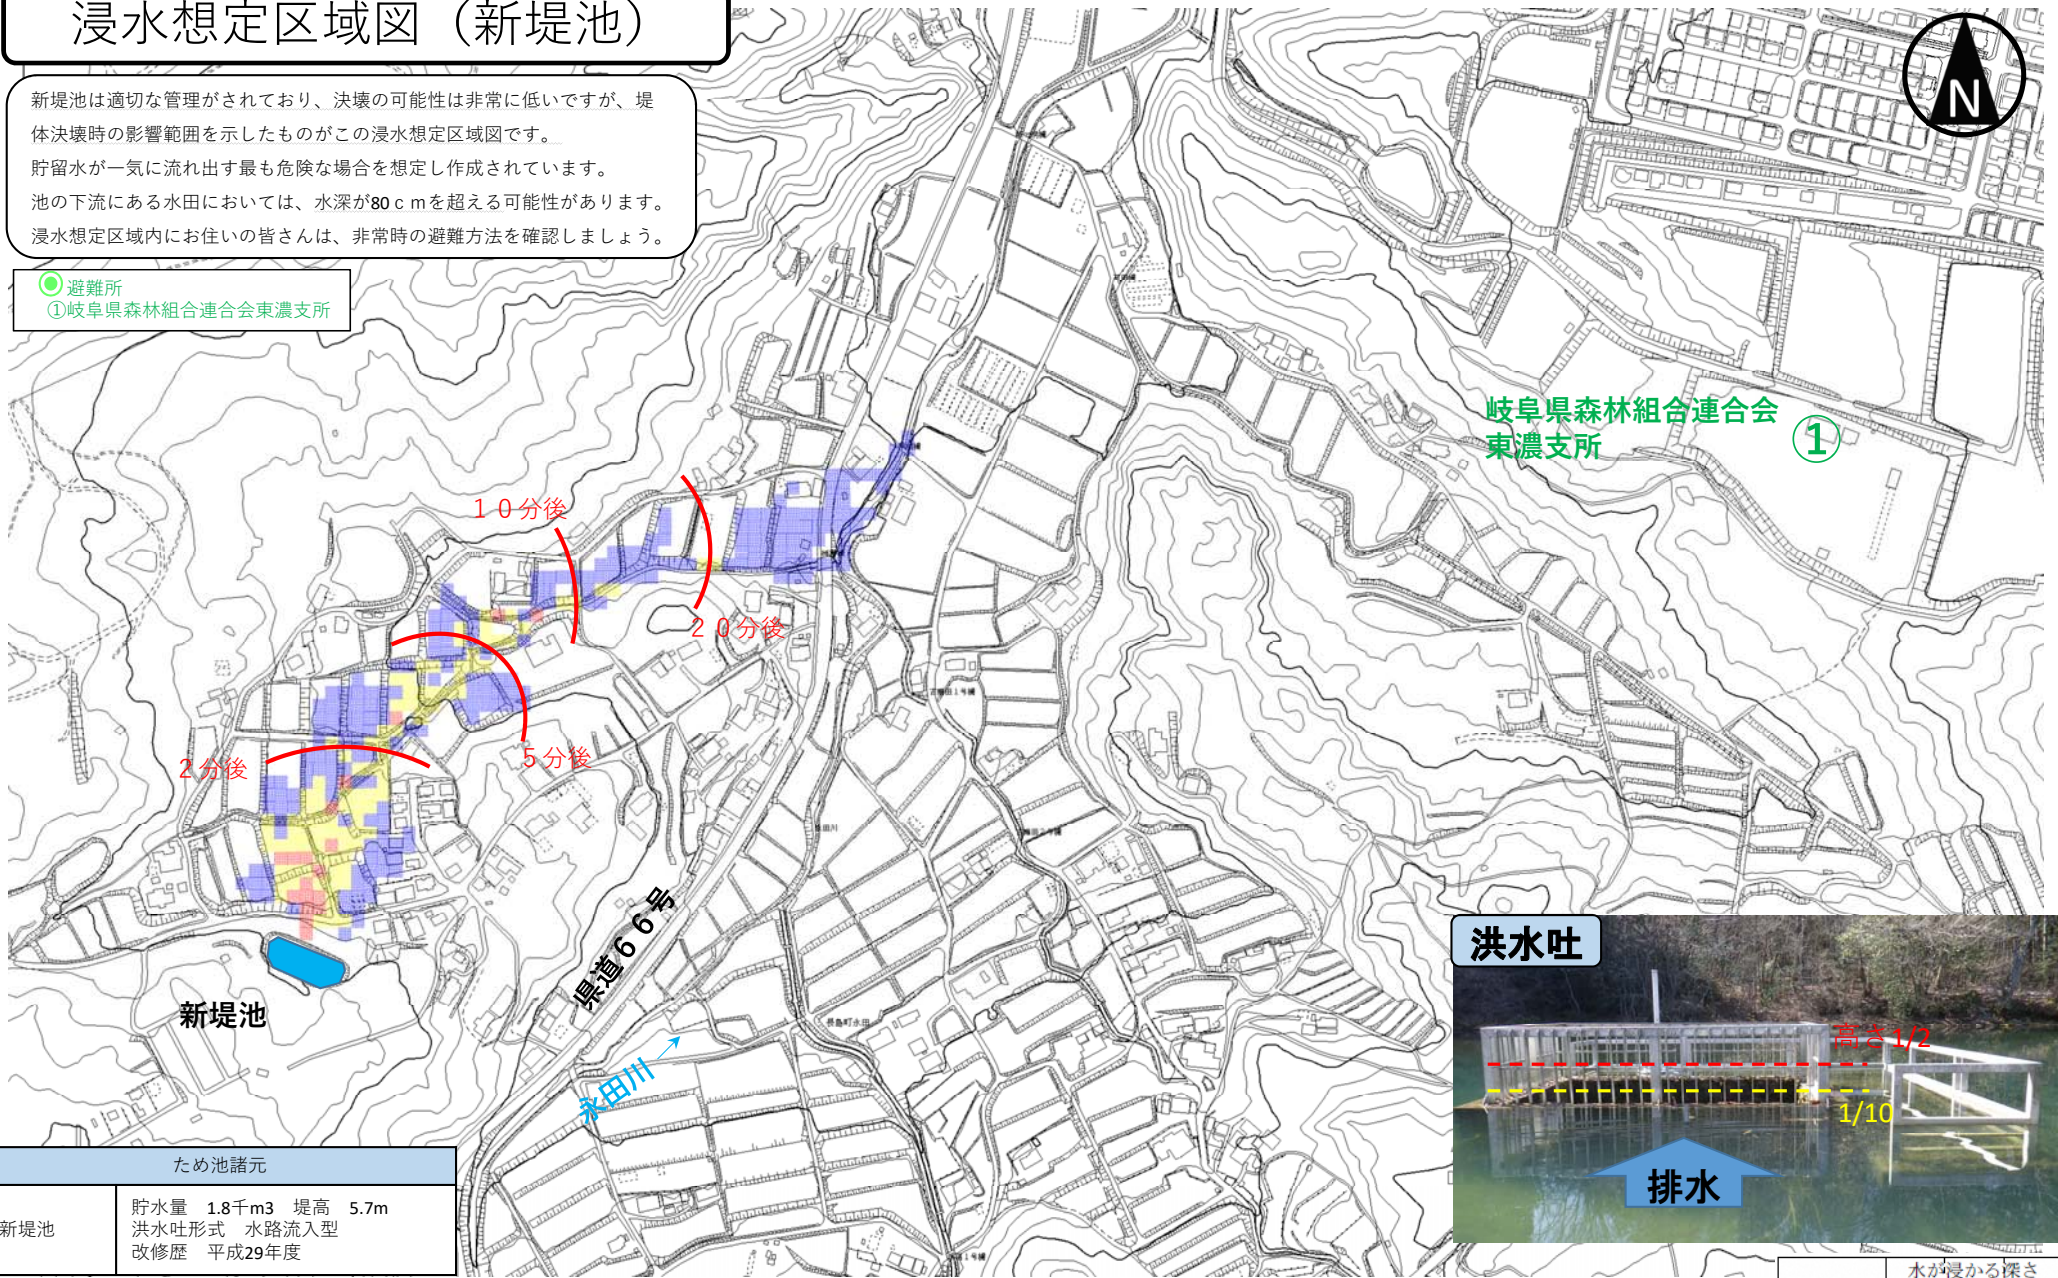 浸水想定区域図（新堤池）
新堤池は適切な管理がされており、決壊の可能性は非常に低いですが、堤
体決壊時の影響範囲を示したものがこの浸水想定区域図です。
貯留水が一気に流れ出す最も危険な場合を想定し作成されています。
池の下流にある水田においては、水深が80ｃｍを超える可能性があります。
浸水想定区域内にお住いの皆さんは、非常時の避難方法を確認しましょう。
避難所
①岐阜県森林組合連合会東濃支所
N
岐阜県森林組合連合会
東濃支所
①
１０分後
２０分後
５分後
２分後
新堤池
県道６６号
永田川→
永田川
長島町永田
洪水吐
高さ1/2
1/10
排水
ため池諸元
新堤池
貯水量　1.8千m3　堤高　5.7m
洪水吐形式　水路流入型
改修歴　平成29年度
水が浸かる深さ